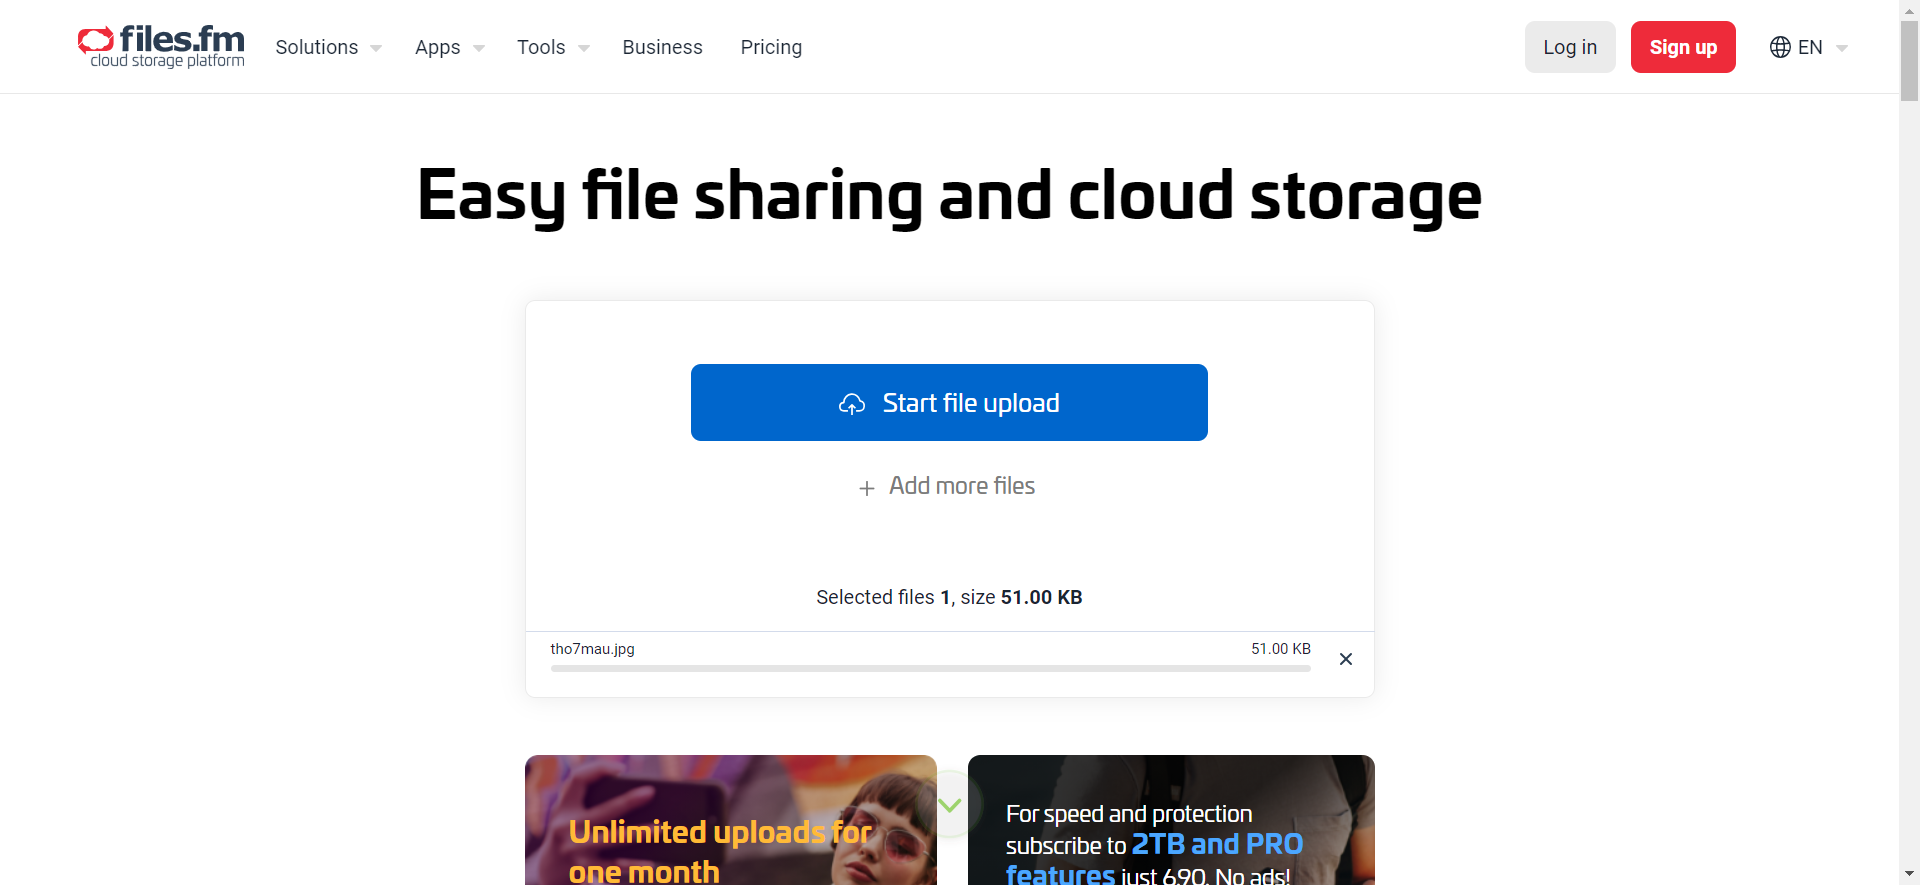 files.fm
cloud storage platform
Solutions
Apps
Tools
Business
Pricing
Log in
Sign up
EN
Easy file sharing and cloud storage
Start file upload
+ Add more files
Selected files 1, size 51.00 KB
tho7mau.jpg
51.00 KB
Unlimited uploads for
one month
For speed and protection
subscribe to 2TB and PRO
features just 6.90. No ads!